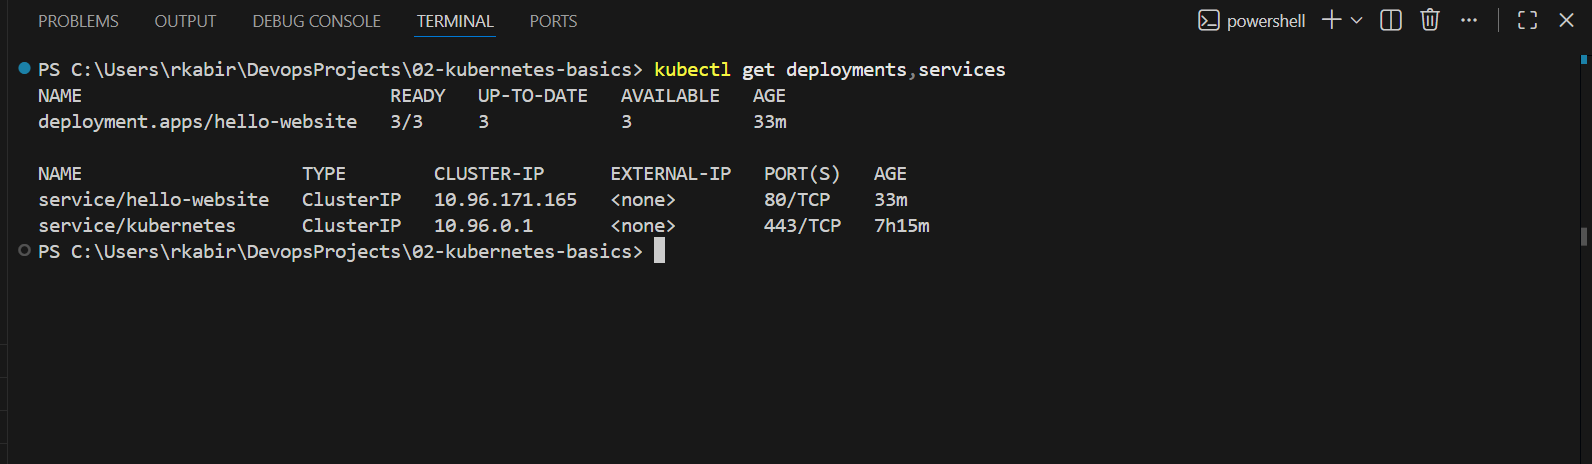 PROBLEMS OUTPUT DEBUG CONSOLE TERMINAL PORTS powershell
PS C:\Users\rkabir\DevopsProjects\02-kubernetes-basics> kubectl get deployments,services
NAME READY UP-TO-DATE AVAILABLE AGE
deployment.apps/hello-website 3/3 3 3 33m
NAME TYPE CLUSTER-IP EXTERNAL-IP PORT(S) AGE
service/hello-website ClusterIP 10.96.171.165 <none> 80/TCP 33m
service/kubernetes ClusterIP 10.96.0.1 <none> 443/TCP 7h15m
PS C:\Users\rkabir\DevopsProjects\02-kubernetes-basics>